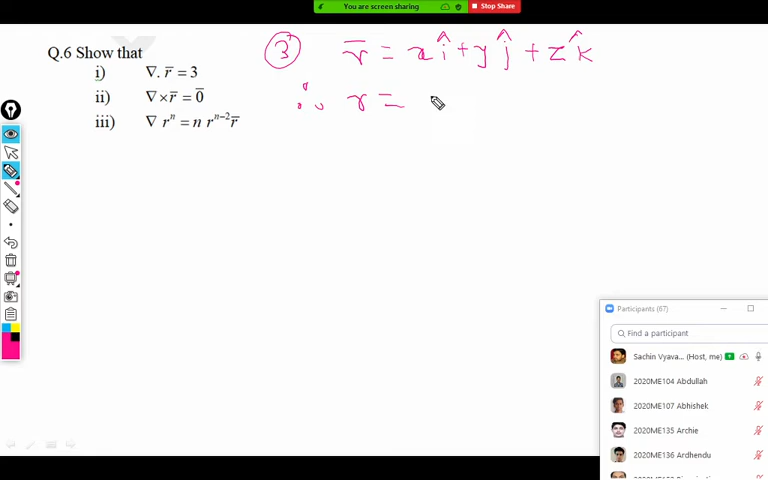 You are screen sharing Stop Share
Q.6 Show that
i) ∇. r̅ = 3
ii) ∇×r̅ = 0̅
iii) ∇ rⁿ = n rⁿ⁻² r̅
③ r̅ = xî + yĵ + zk̂
∴ r =
Participants (67)
Find a participant
Sachin Vyava... (Host, me)
2020ME104 Abdullah
2020ME107 Abhishek
2020ME135 Archie
2020ME136 Ardhendu